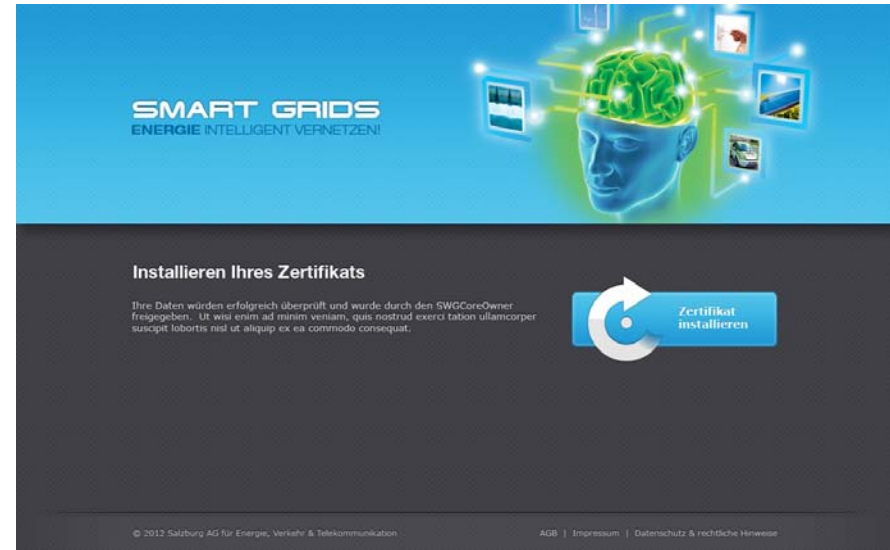 SMART GRIDS
ENERGIE INTELLIGENT VERNETZEN!
Installieren Ihres Zertifikats
Ihre Daten würden erfolgreich überprüft und wurde durch den SWGCoreOwner
freigegeben. Ut wisi enim ad minim veniam, quis nostrud exerci tation ullamcorper
suscipit lobortis nisl ut aliquip ex ea commodo consequat.
Zertifikat
installieren
© 2012 Salzburg AG für Energie, Verkehr & Telekommunikation
AGB | Impressum | Datenschutz & rechtliche Hinweise